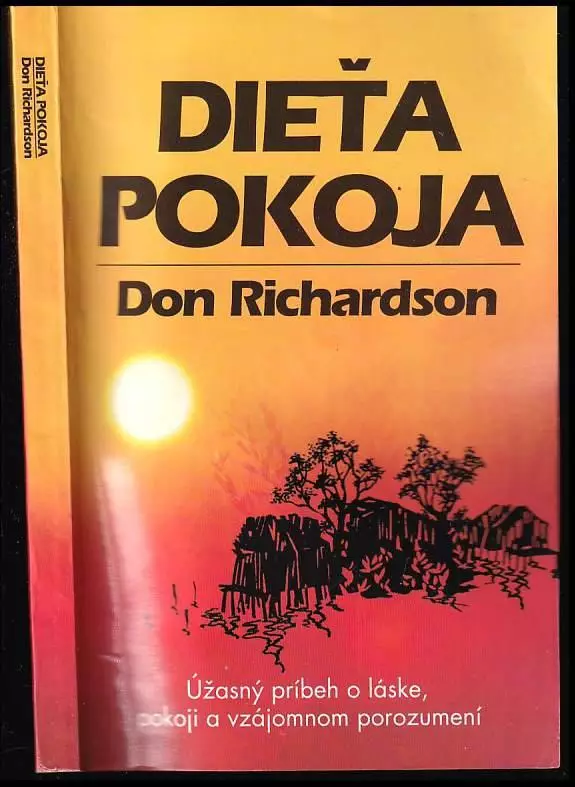 DIEŤA POKOJA
Don Richardson
DIEŤA
POKOJA
Don Richardson
Úžasný príbeh o láske,
pokoji a vzájomnom porozumení